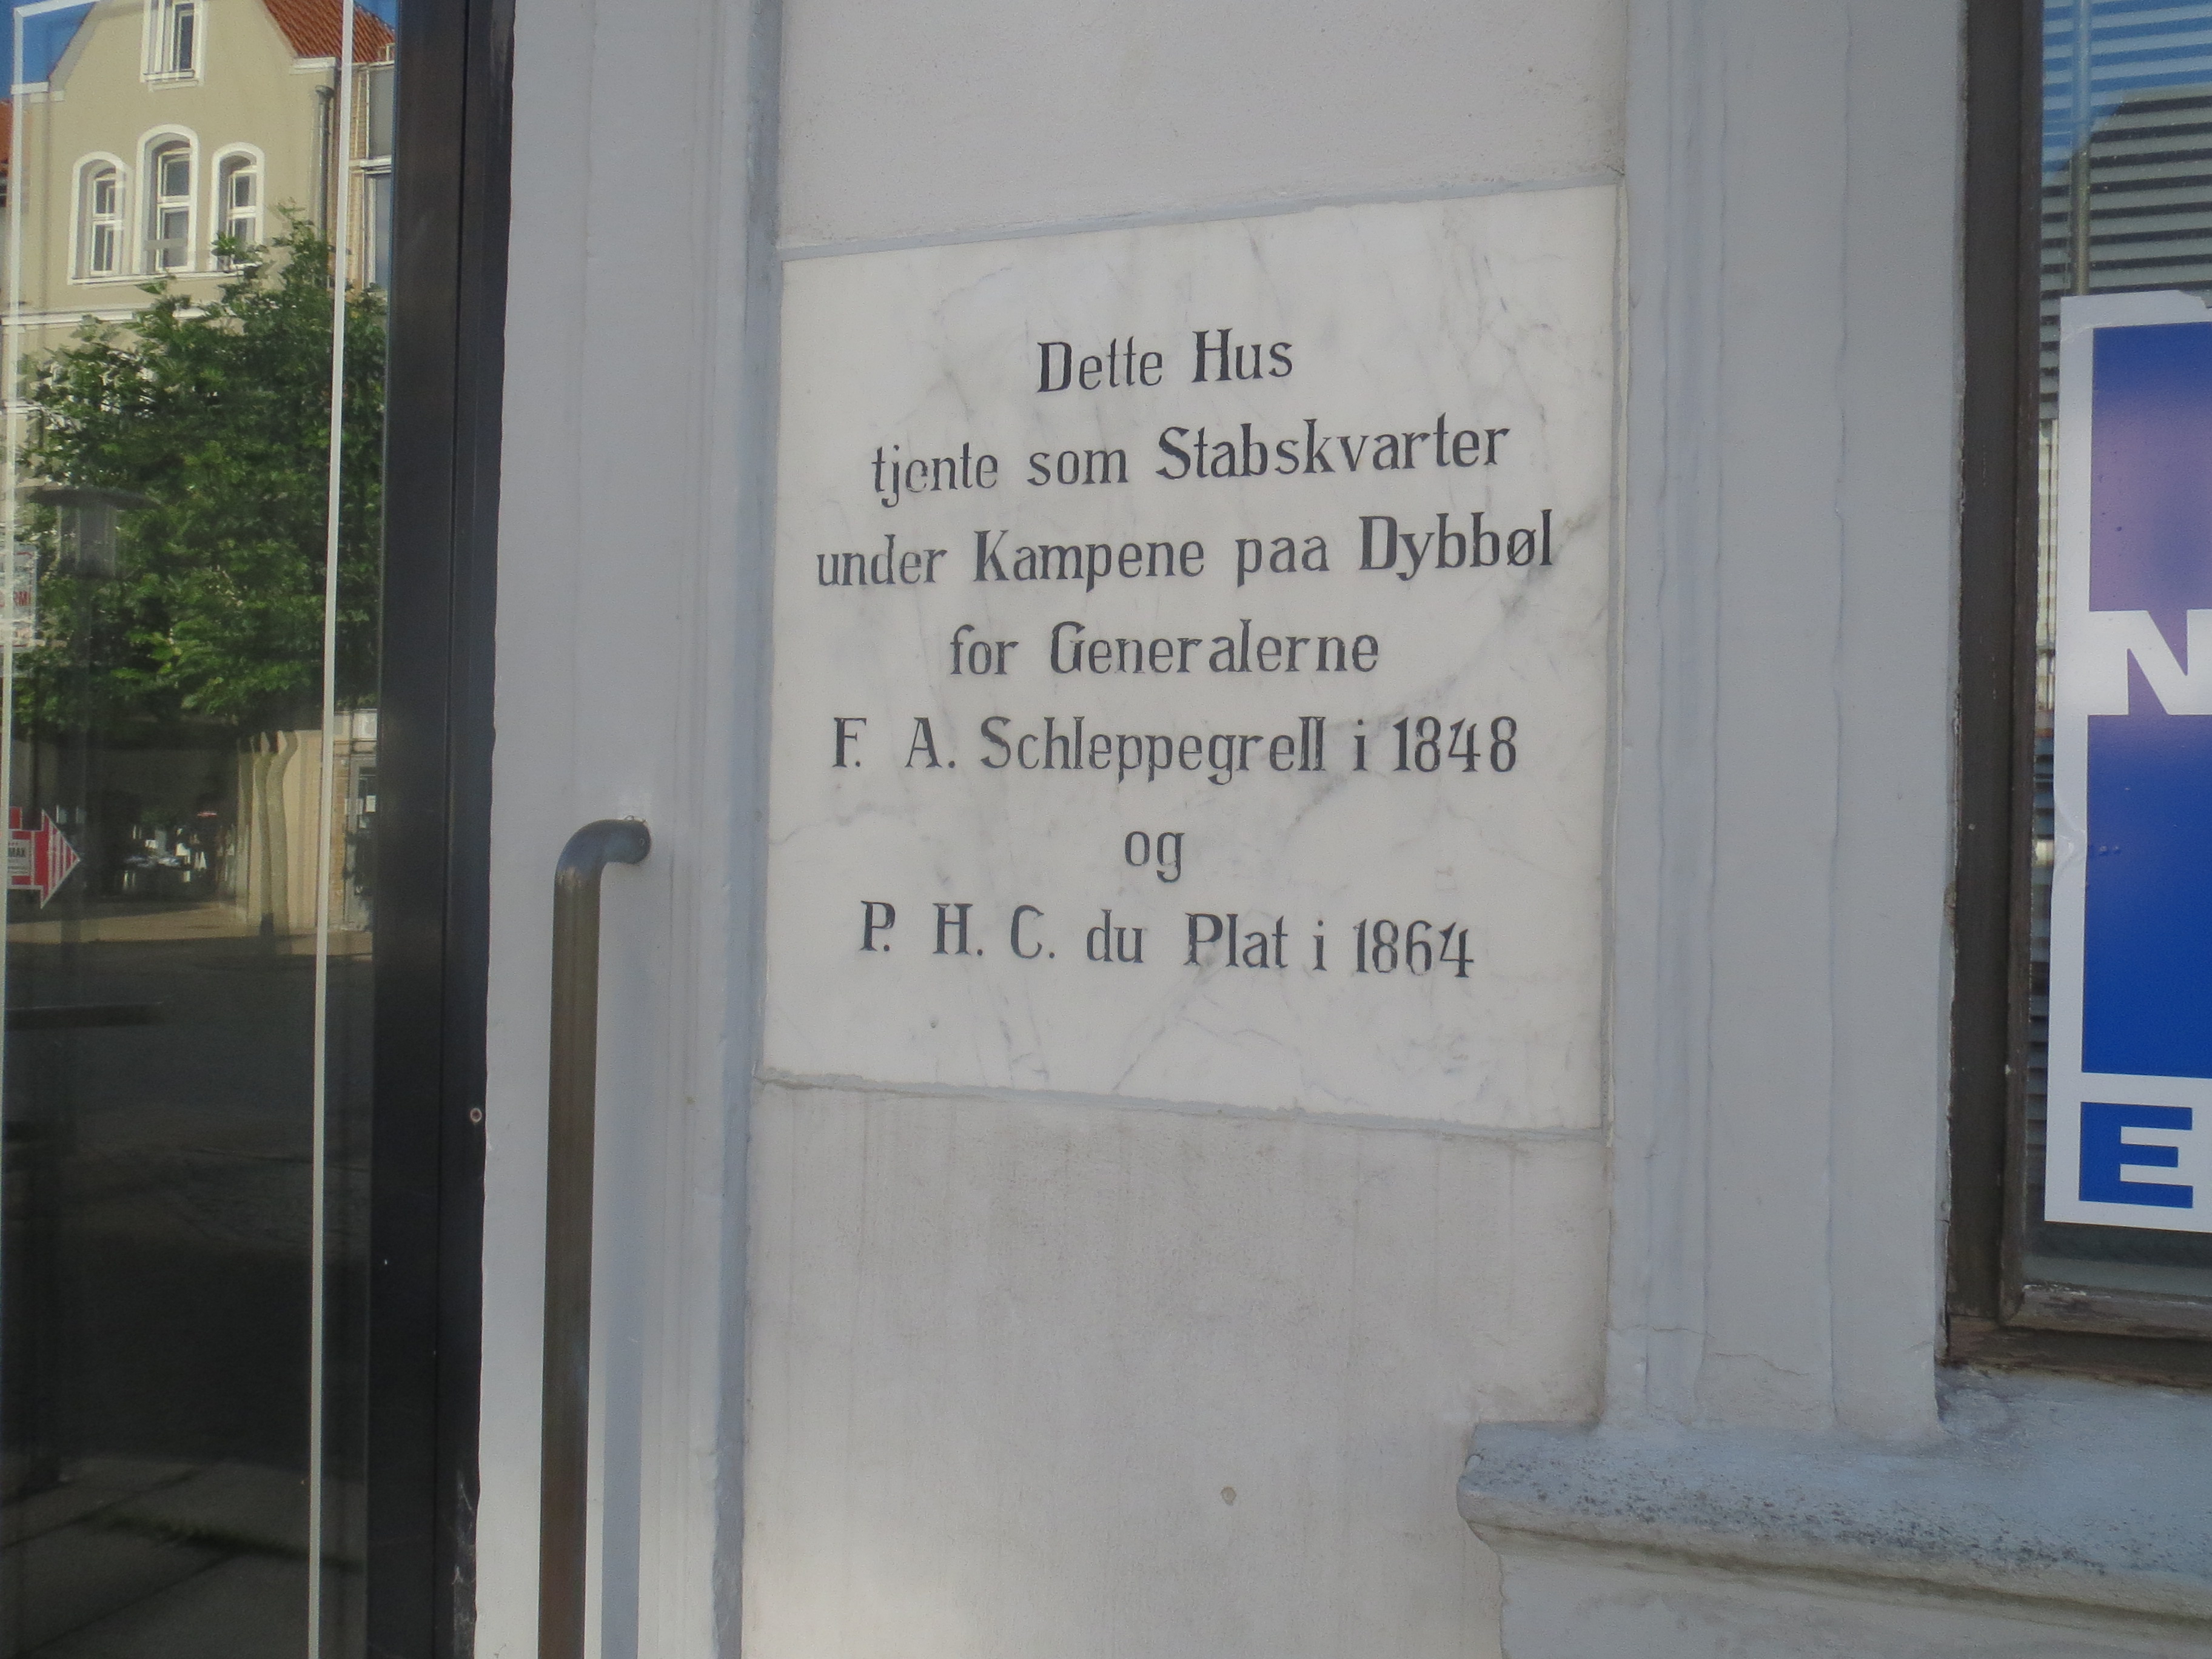 Dette Hus
tjente som Stabskvarter
under Kampene paa Dybbøl
for Generalerne
F. A. Schleppegrell i 1848
og
P. H. C. du Plat i 1864
N
E